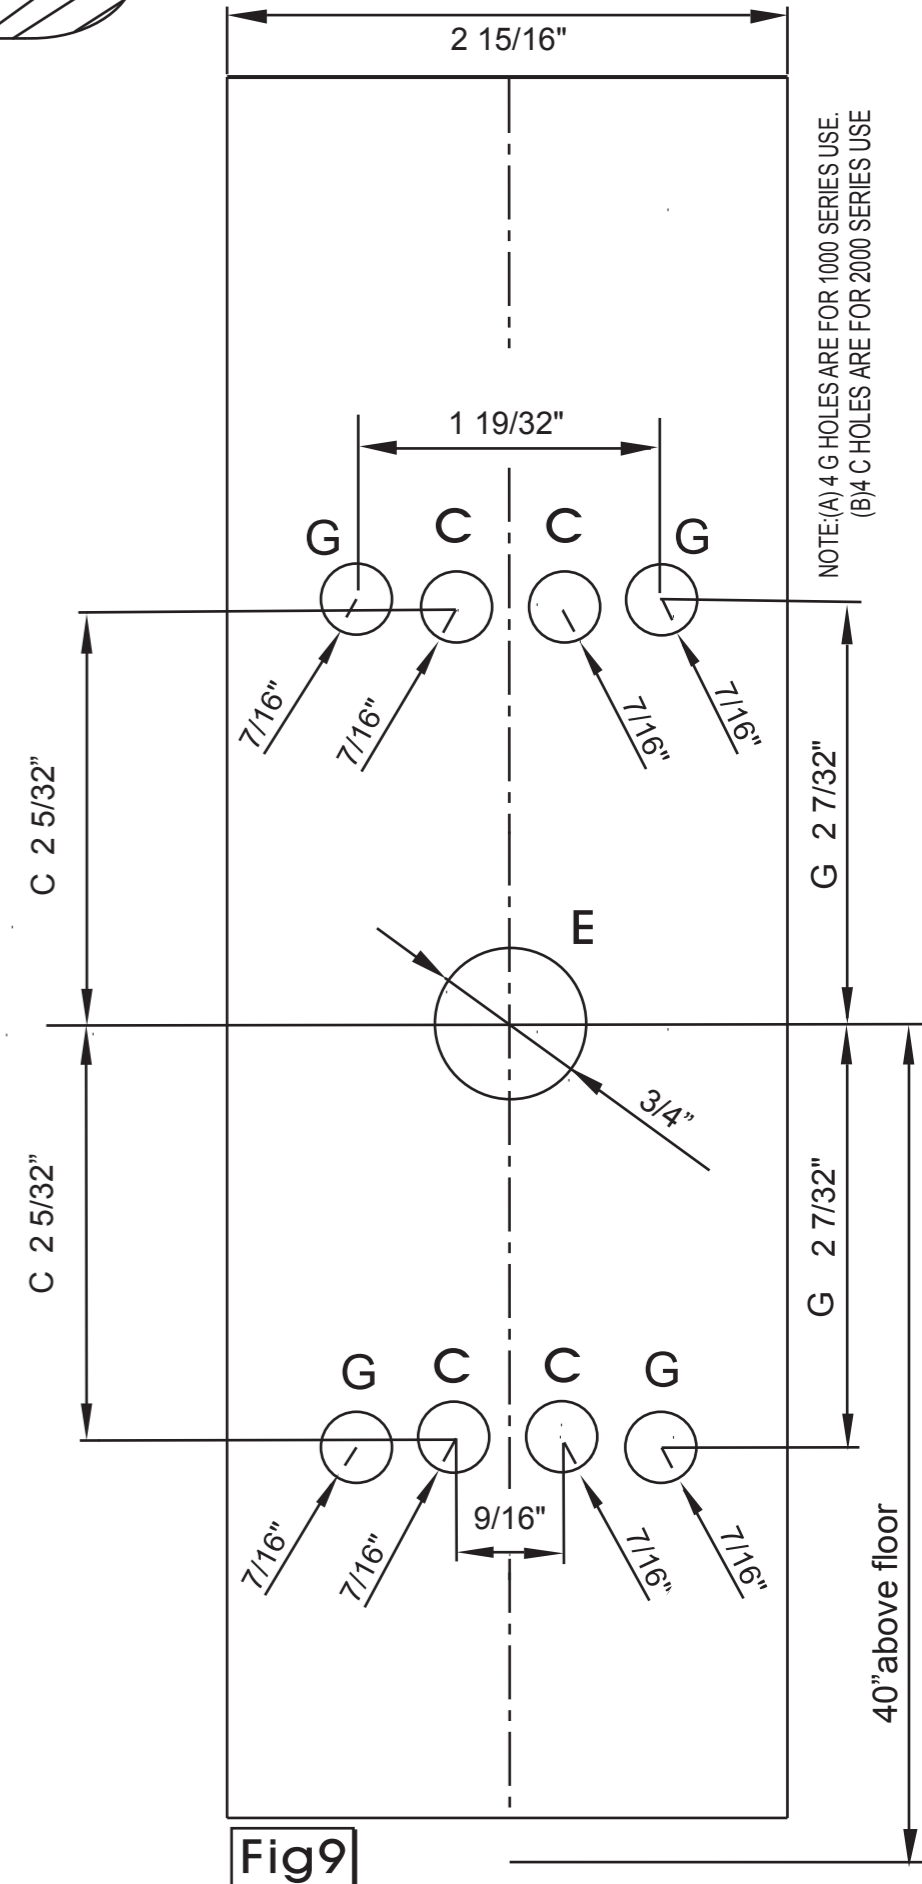 2 15/16"
NOTE:(A) 4 G HOLES ARE FOR 1000 SERIES USE.
(B)4 C HOLES ARE FOR 2000 SERIES USE
1 19/32"
G C C G
7/16" 7/16" 7/16" 7/16"
C 2 5/32”
G 2 7/32"
E
3/4”
C 2 5/32”
G 2 7/32"
G C C G
9/16"
7/16" 7/16" 7/16" 7/16"
40”above floor
Fig9